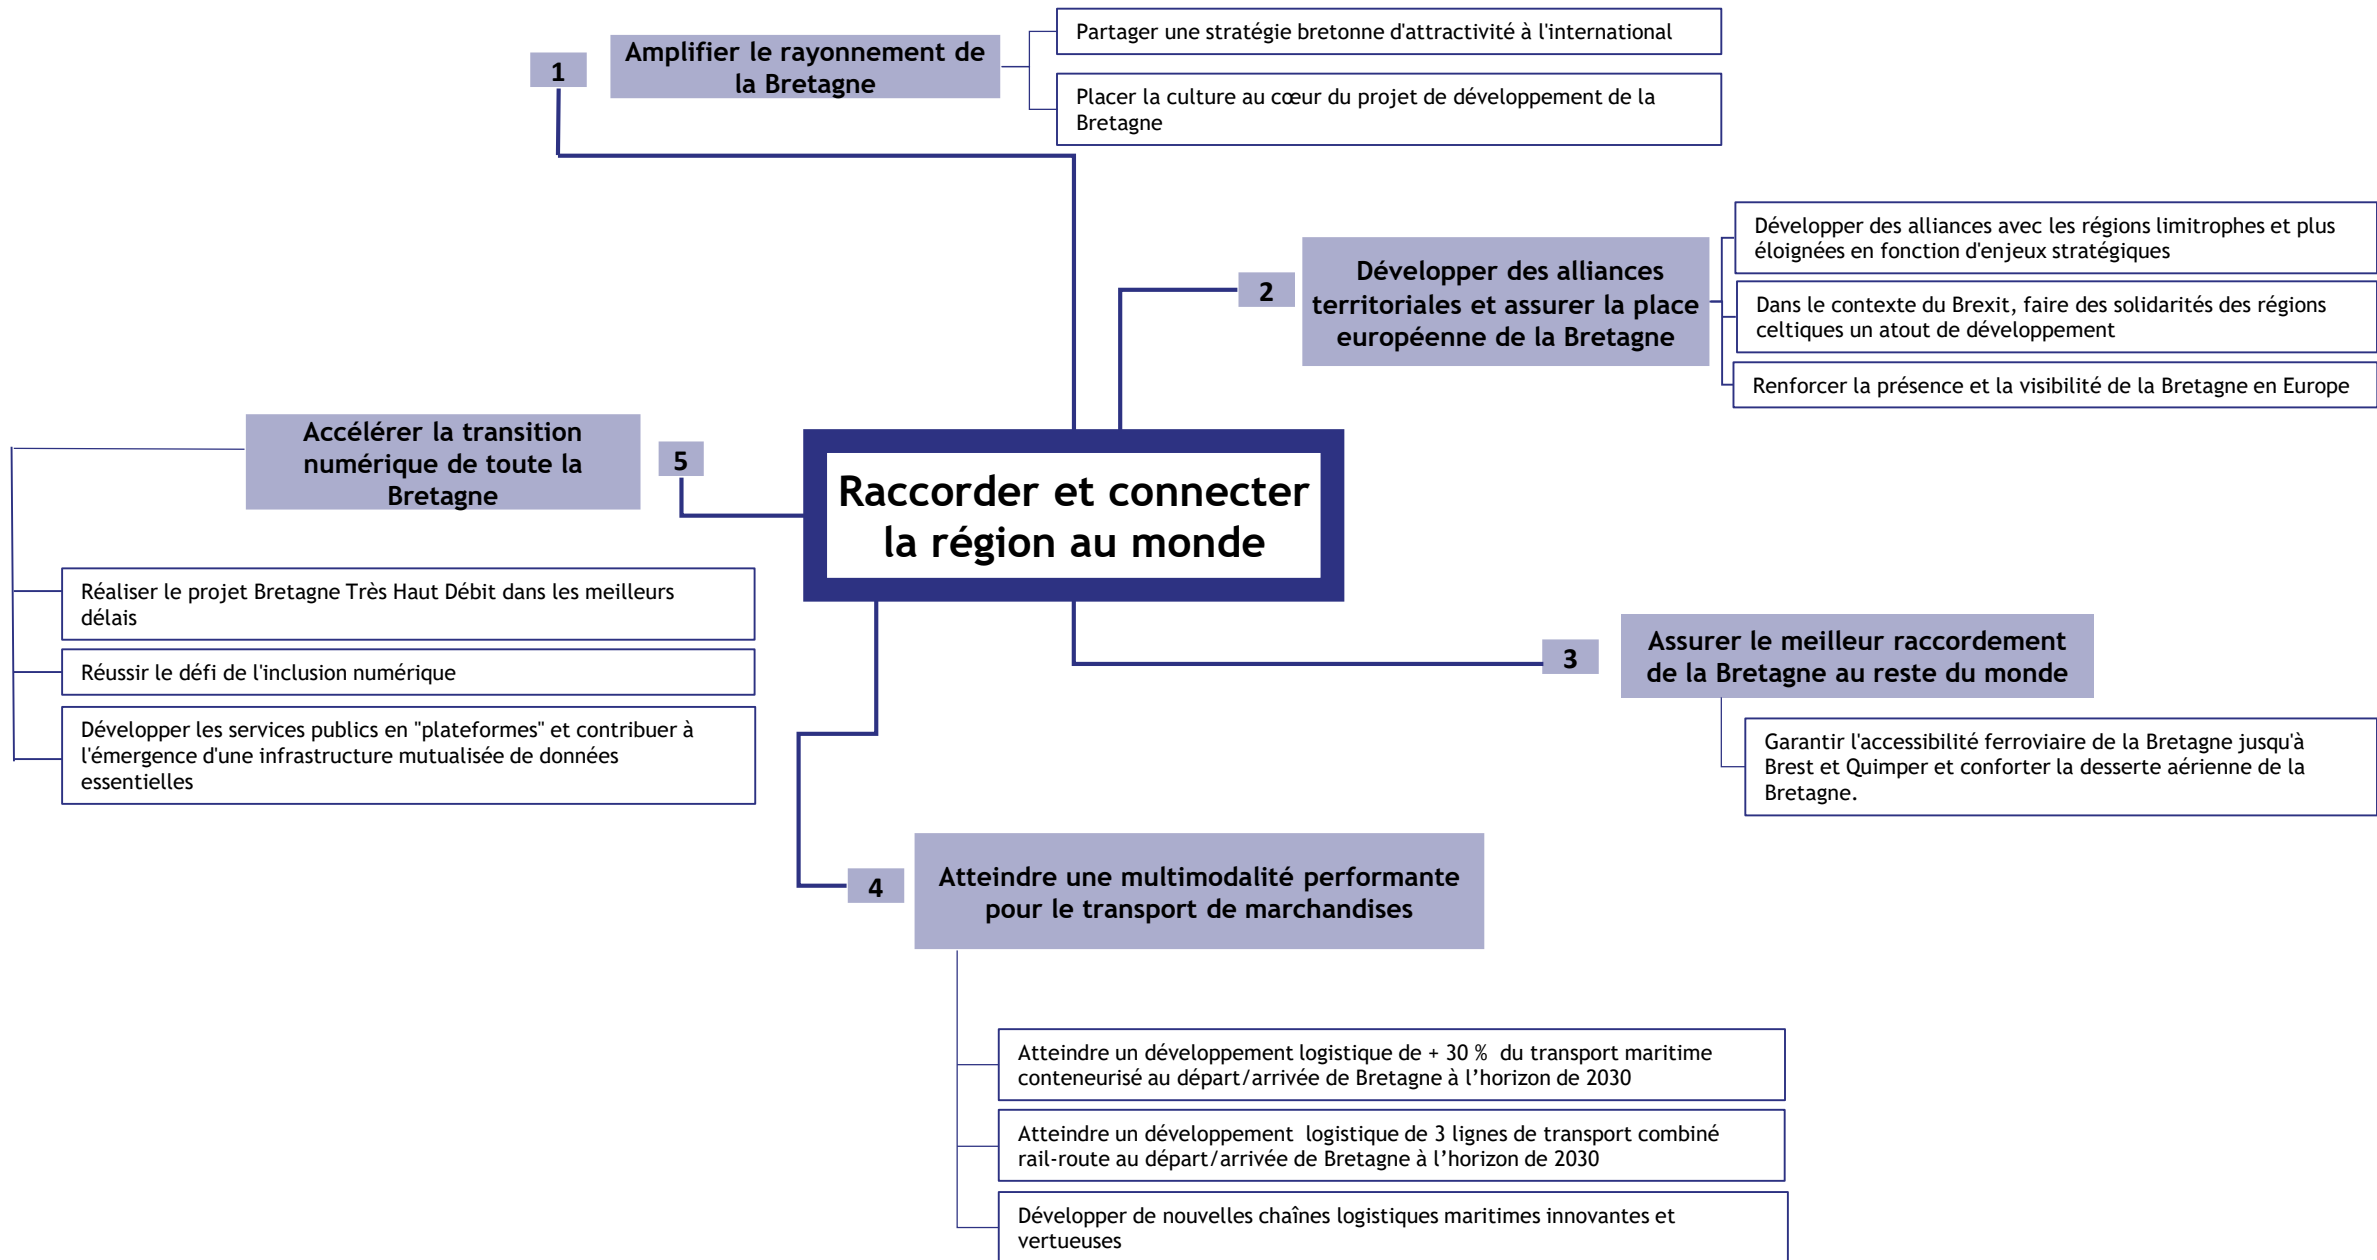 1
Amplifier le rayonnement de
la Bretagne
Partager une stratégie bretonne d'attractivité à l'international
Placer la culture au cœur du projet de développement de la
Bretagne
2
Développer des alliances
territoriales et assurer la place
européenne de la Bretagne
Développer des alliances avec les régions limitrophes et plus
éloignées en fonction d'enjeux stratégiques
Dans le contexte du Brexit, faire des solidarités des régions
celtiques un atout de développement
Renforcer la présence et la visibilité de la Bretagne en Europe
Raccorder et connecter
la région au monde
3
Assurer le meilleur raccordement
de la Bretagne au reste du monde
Garantir l'accessibilité ferroviaire de la Bretagne jusqu'à
Brest et Quimper et conforter la desserte aérienne de la
Bretagne.
4
Atteindre une multimodalité performante
pour le transport de marchandises
Atteindre un développement logistique de + 30 %  du transport maritime
conteneurisé au départ/arrivée de Bretagne à l’horizon de 2030
Atteindre un développement  logistique de 3 lignes de transport combiné
rail-route au départ/arrivée de Bretagne à l’horizon de 2030
Développer de nouvelles chaînes logistiques maritimes innovantes et
vertueuses
5
Accélérer la transition
numérique de toute la
Bretagne
Réaliser le projet Bretagne Très Haut Débit dans les meilleurs
délais
Réussir le défi de l'inclusion numérique
Développer les services publics en "plateformes" et contribuer à
l'émergence d'une infrastructure mutualisée de données
essentielles